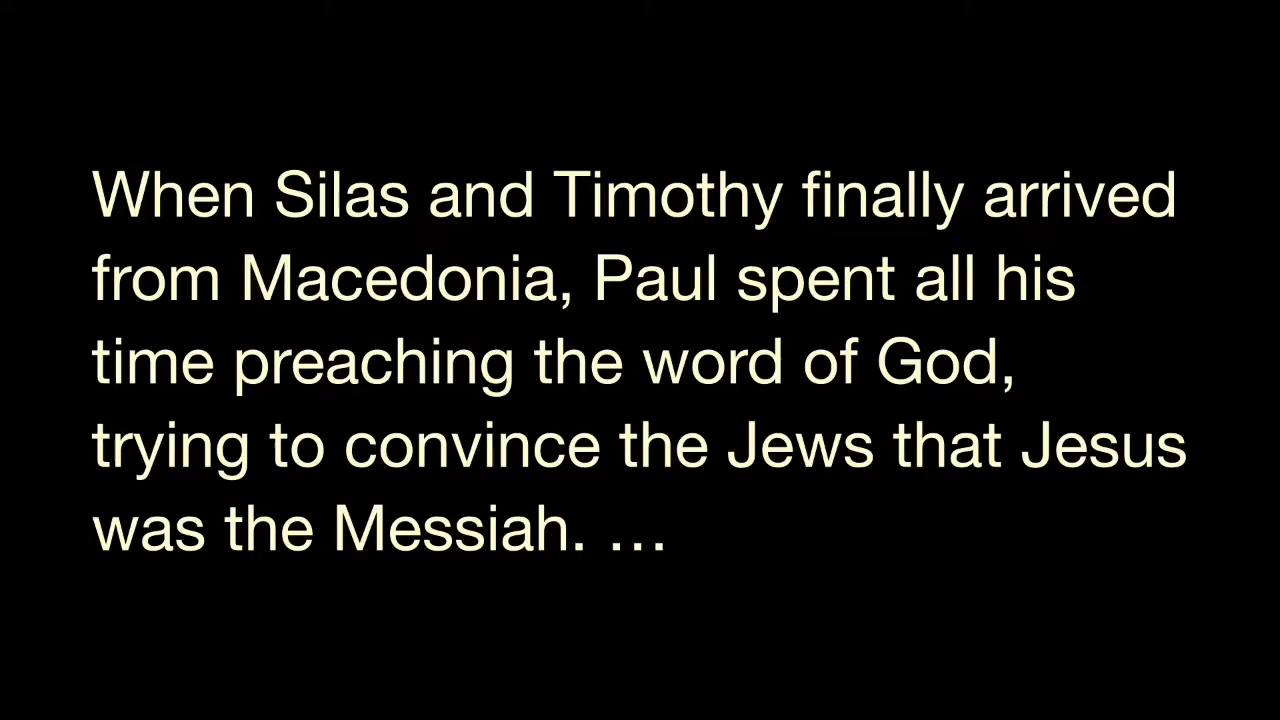 When Silas and Timothy finally arrived
from Macedonia, Paul spent all his
time preaching the word of God,
trying to convince the Jews that Jesus
was the Messiah. …